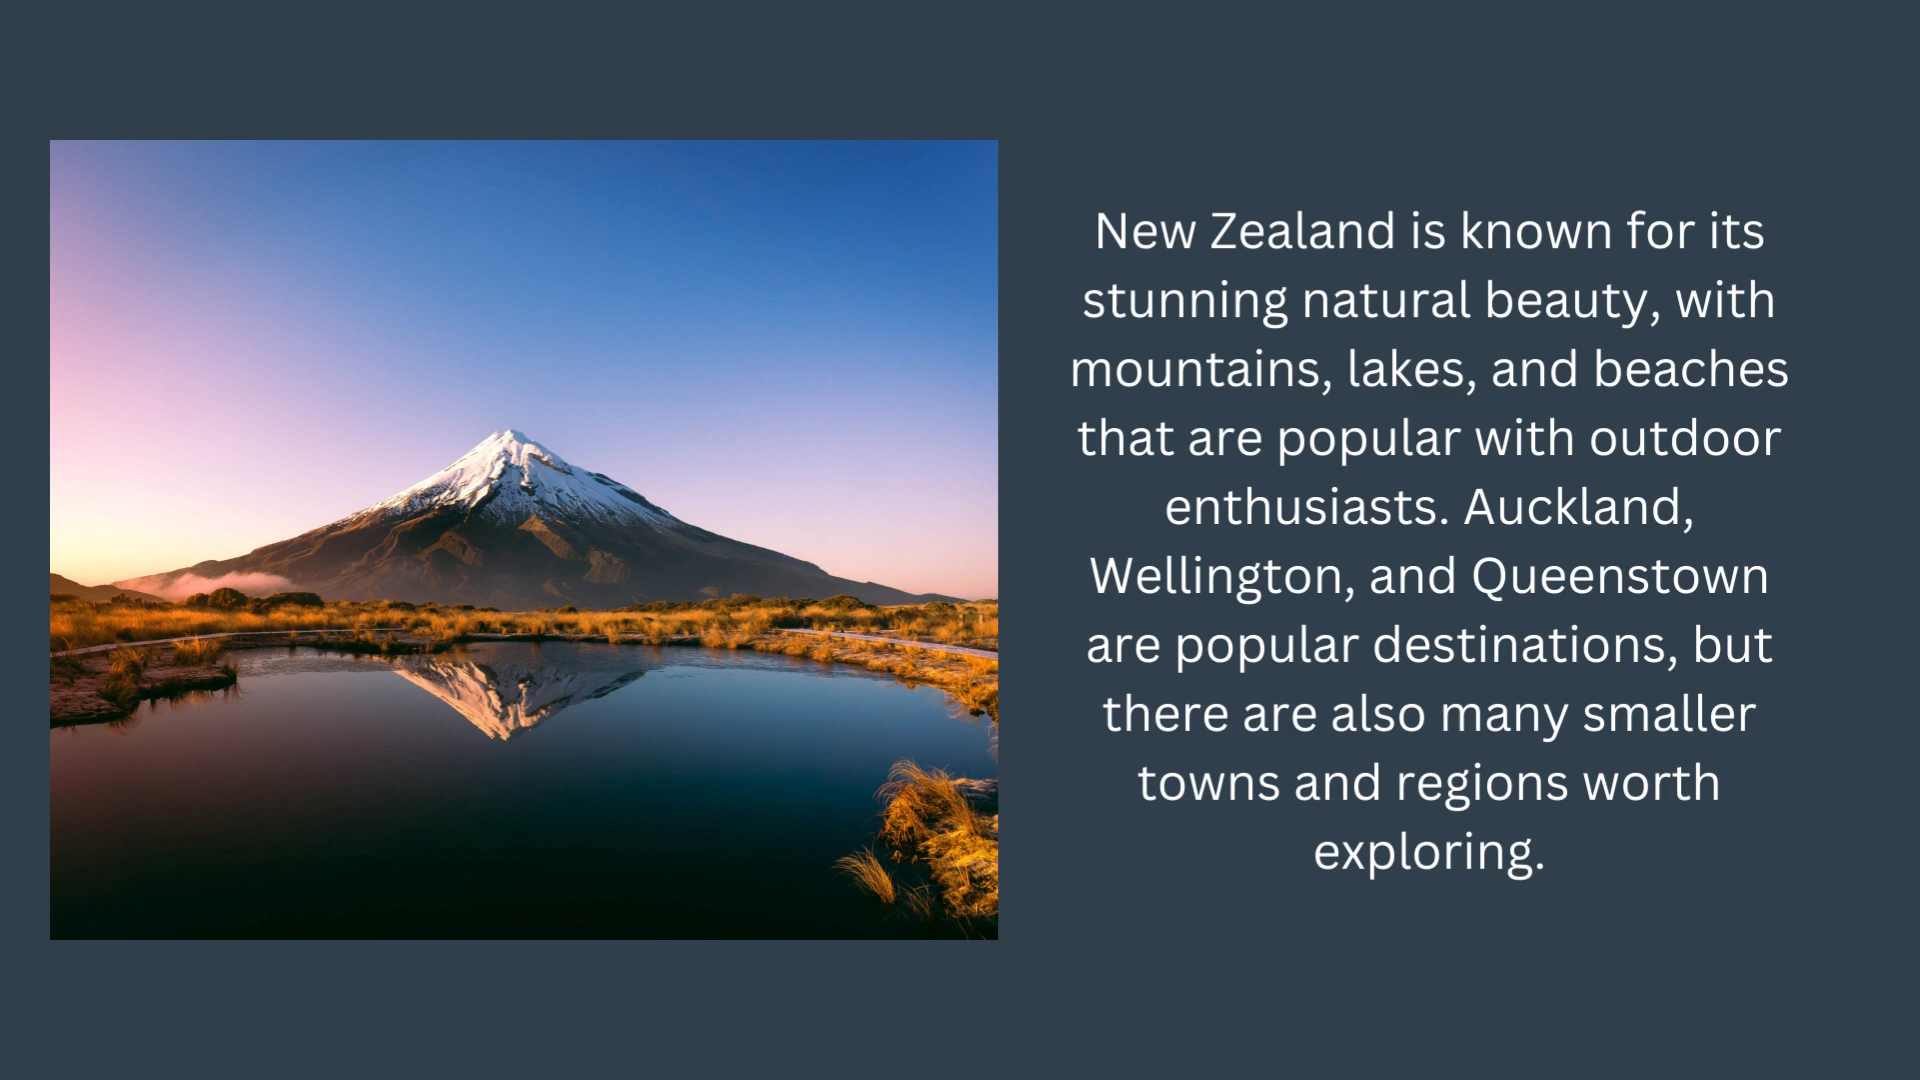 New Zealand is known for its
stunning natural beauty, with
mountains, lakes, and beaches
that are popular with outdoor
enthusiasts. Auckland,
Wellington, and Queenstown
are popular destinations, but
there are also many smaller
towns and regions worth
exploring.